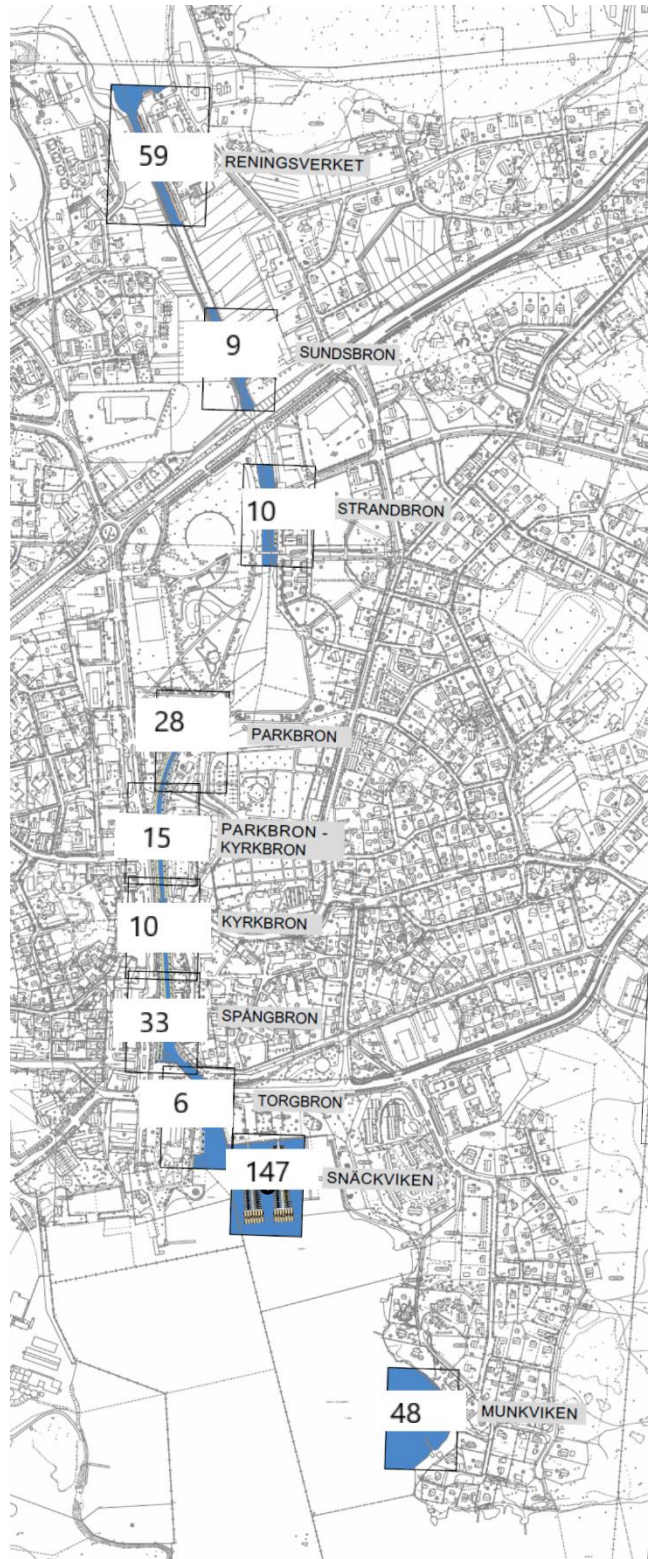 59
RENINGSVERKET
9
SUNDSBRON
10
STRANDBRON
28
PARKBRON
15
PARKBRON -
KYRKBRON
10
KYRKBRON
33
SPÅNGBRON
6
TORGBRON
147
SNÄCKVIKEN
48
MUNKVIKEN